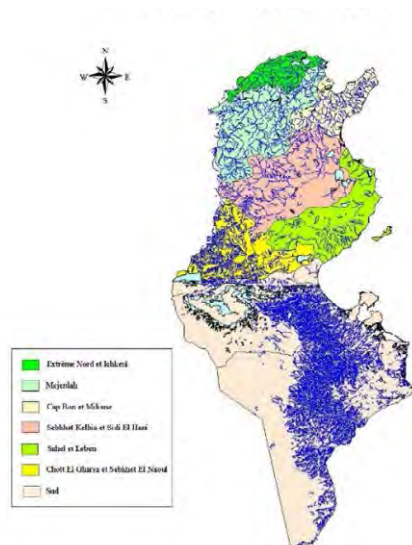 N
W E
S
Extrême Nord et Ichkeul
Mejerdah
Cap Bon et Miliane
Sebkhat Kelbia et Sidi El Hani
Sahel et Leben
Chott El Gharsa et Sebkhet El Naoul
Sud